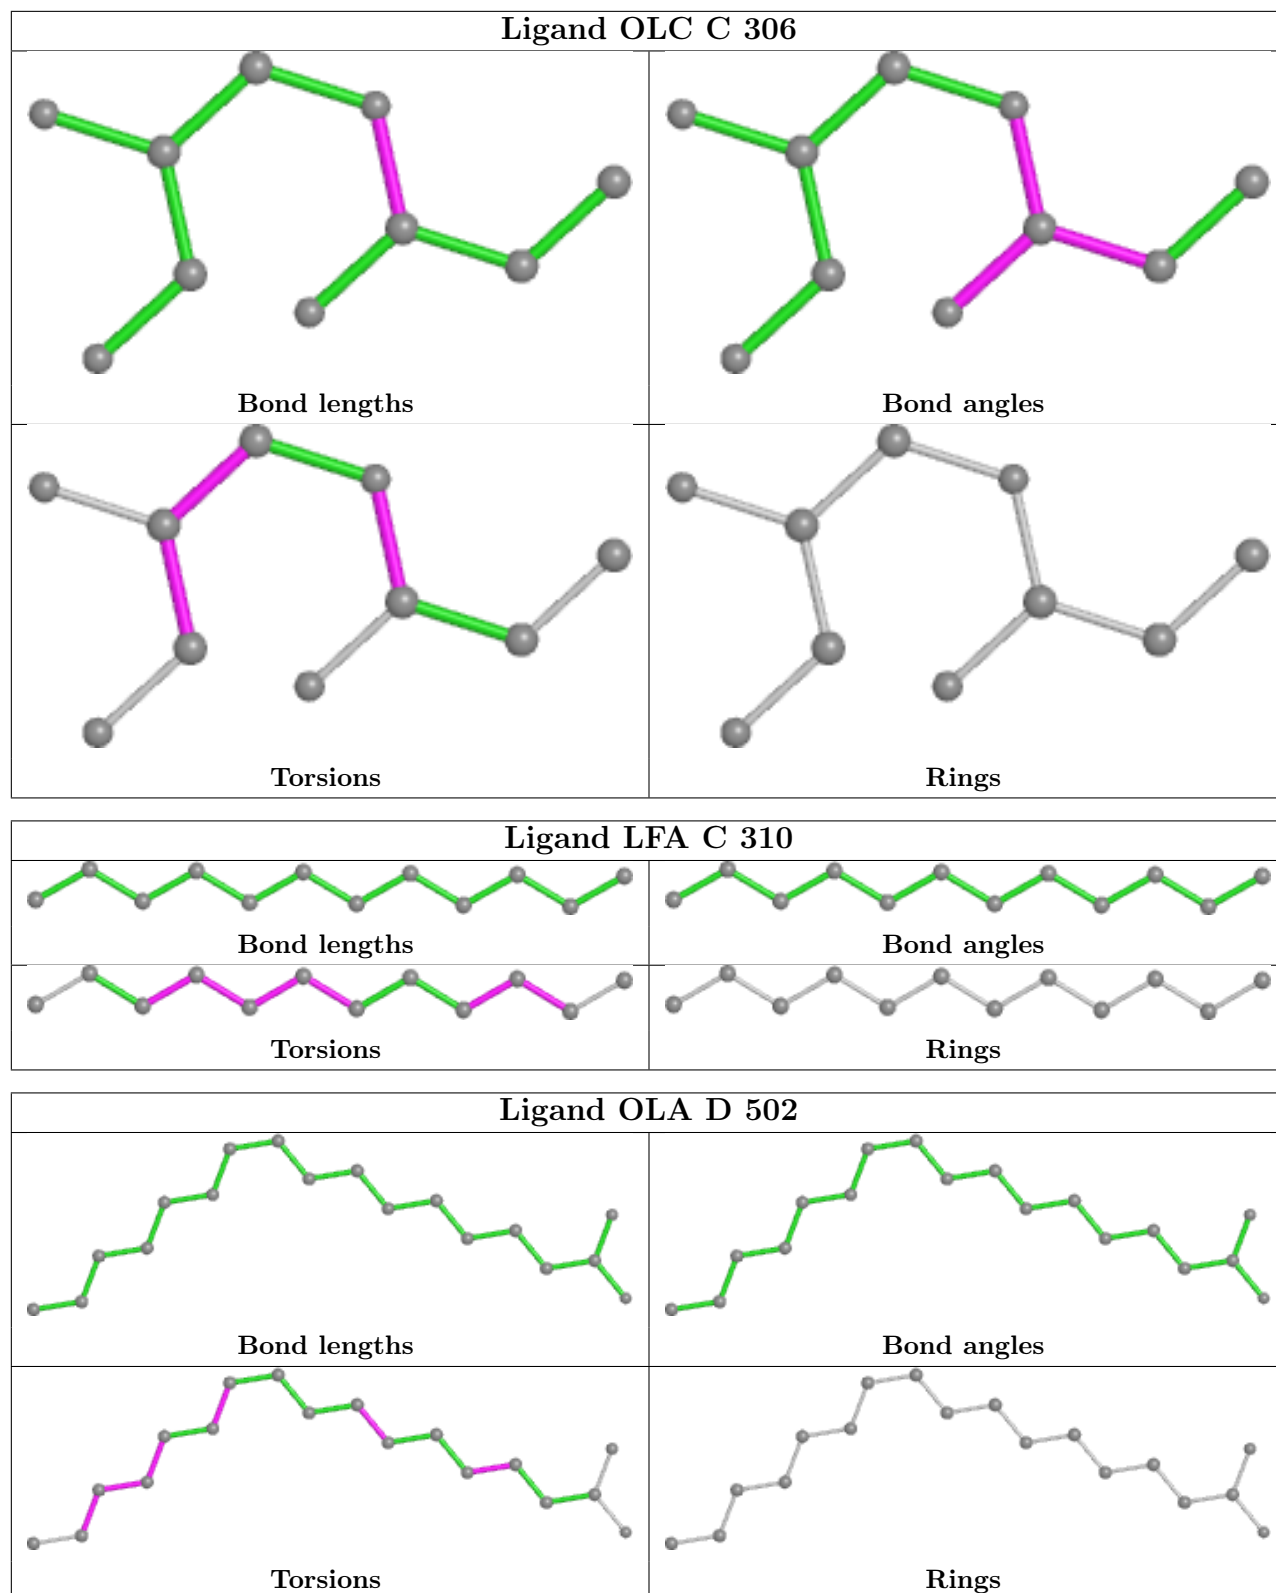 Ligand OLC C 306
Bond lengths
Bond angles
Torsions
Rings
Ligand LFA C 310
Bond lengths
Bond angles
Torsions
Rings
Ligand OLA D 502
Bond lengths
Bond angles
Torsions
Rings